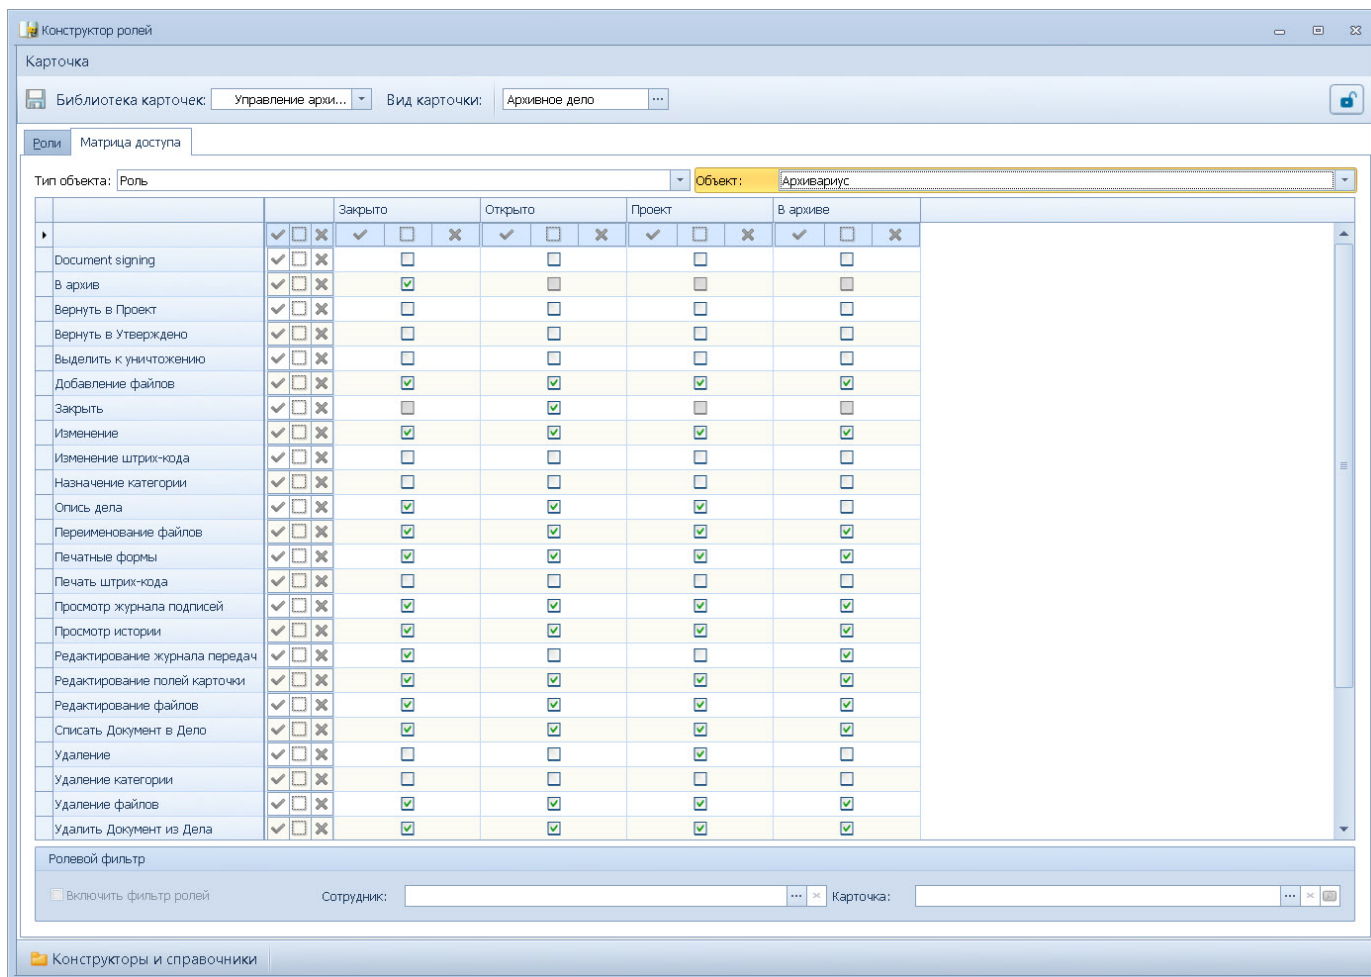 Конструктор ролей
Карточка
Библиотека карточек: Управление архи... Вид карточки: Архивное дело ...
Роли Матрица доступа
Тип объекта: Роль Объект: Архивариус
Закрыто Открыто Проект В архиве
Document signing
В архив
Вернуть в Проект
Вернуть в Утверждено
Выделить к уничтожению
Добавление файлов
Закрыть
Изменение
Изменение штрих-кода
Назначение категории
Опись дела
Переименование файлов
Печатные формы
Печать штрих-кода
Просмотр журнала подписей
Просмотр истории
Редактирование журнала передач
Редактирование полей карточки
Редактирование файлов
Списать Документ в Дело
Удаление
Удаление категории
Удаление файлов
Удалить Документ из Дела
Ролевой фильтр
Включить фильтр ролей Сотрудник: ... Карточка: ...
Конструкторы и справочники